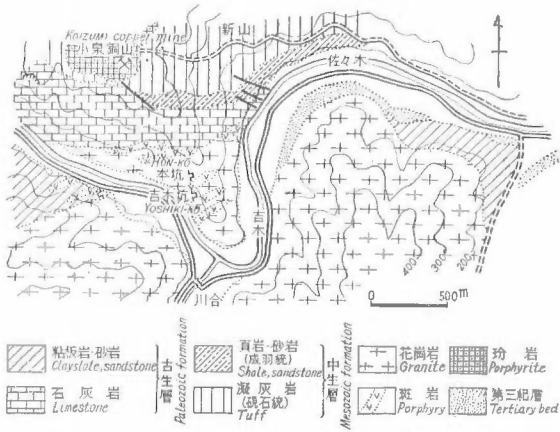 Koizumi copper mine
小泉銅山
新山
佐々木
HON-KO
本坑
吉木坑
YOSHIKI-KO
吉木
川合
400
300
200
0 500m
粘板岩・砂岩
Clayslate, sandstone
石灰岩
Limestone
古生層
Paleozoic formation
頁岩・砂岩
(成羽統)
Shale, sandstone
凝灰岩
(硯石統)
Tuff
中生層
Mesozoic formation
花崗岩
Granite
斑岩
Porphyry
玢岩
Porphyrite
第三紀層
Tertiary bed